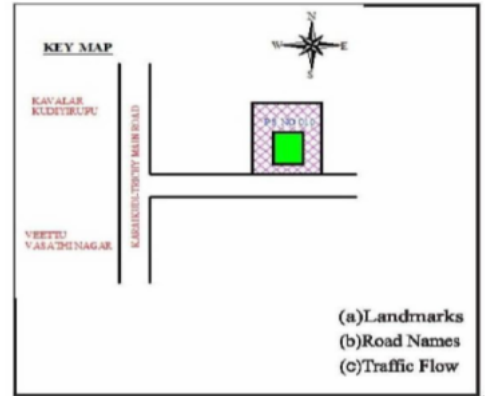 N
W
E
S
KEY MAP
KAVALAR
KUDIYIRUPU
KARAIKUDI-TRICHY MAIN ROAD
VEETTU
VASATHI NAGAR
(a)Landmarks
(b)Road Names
(c)Traffic Flow